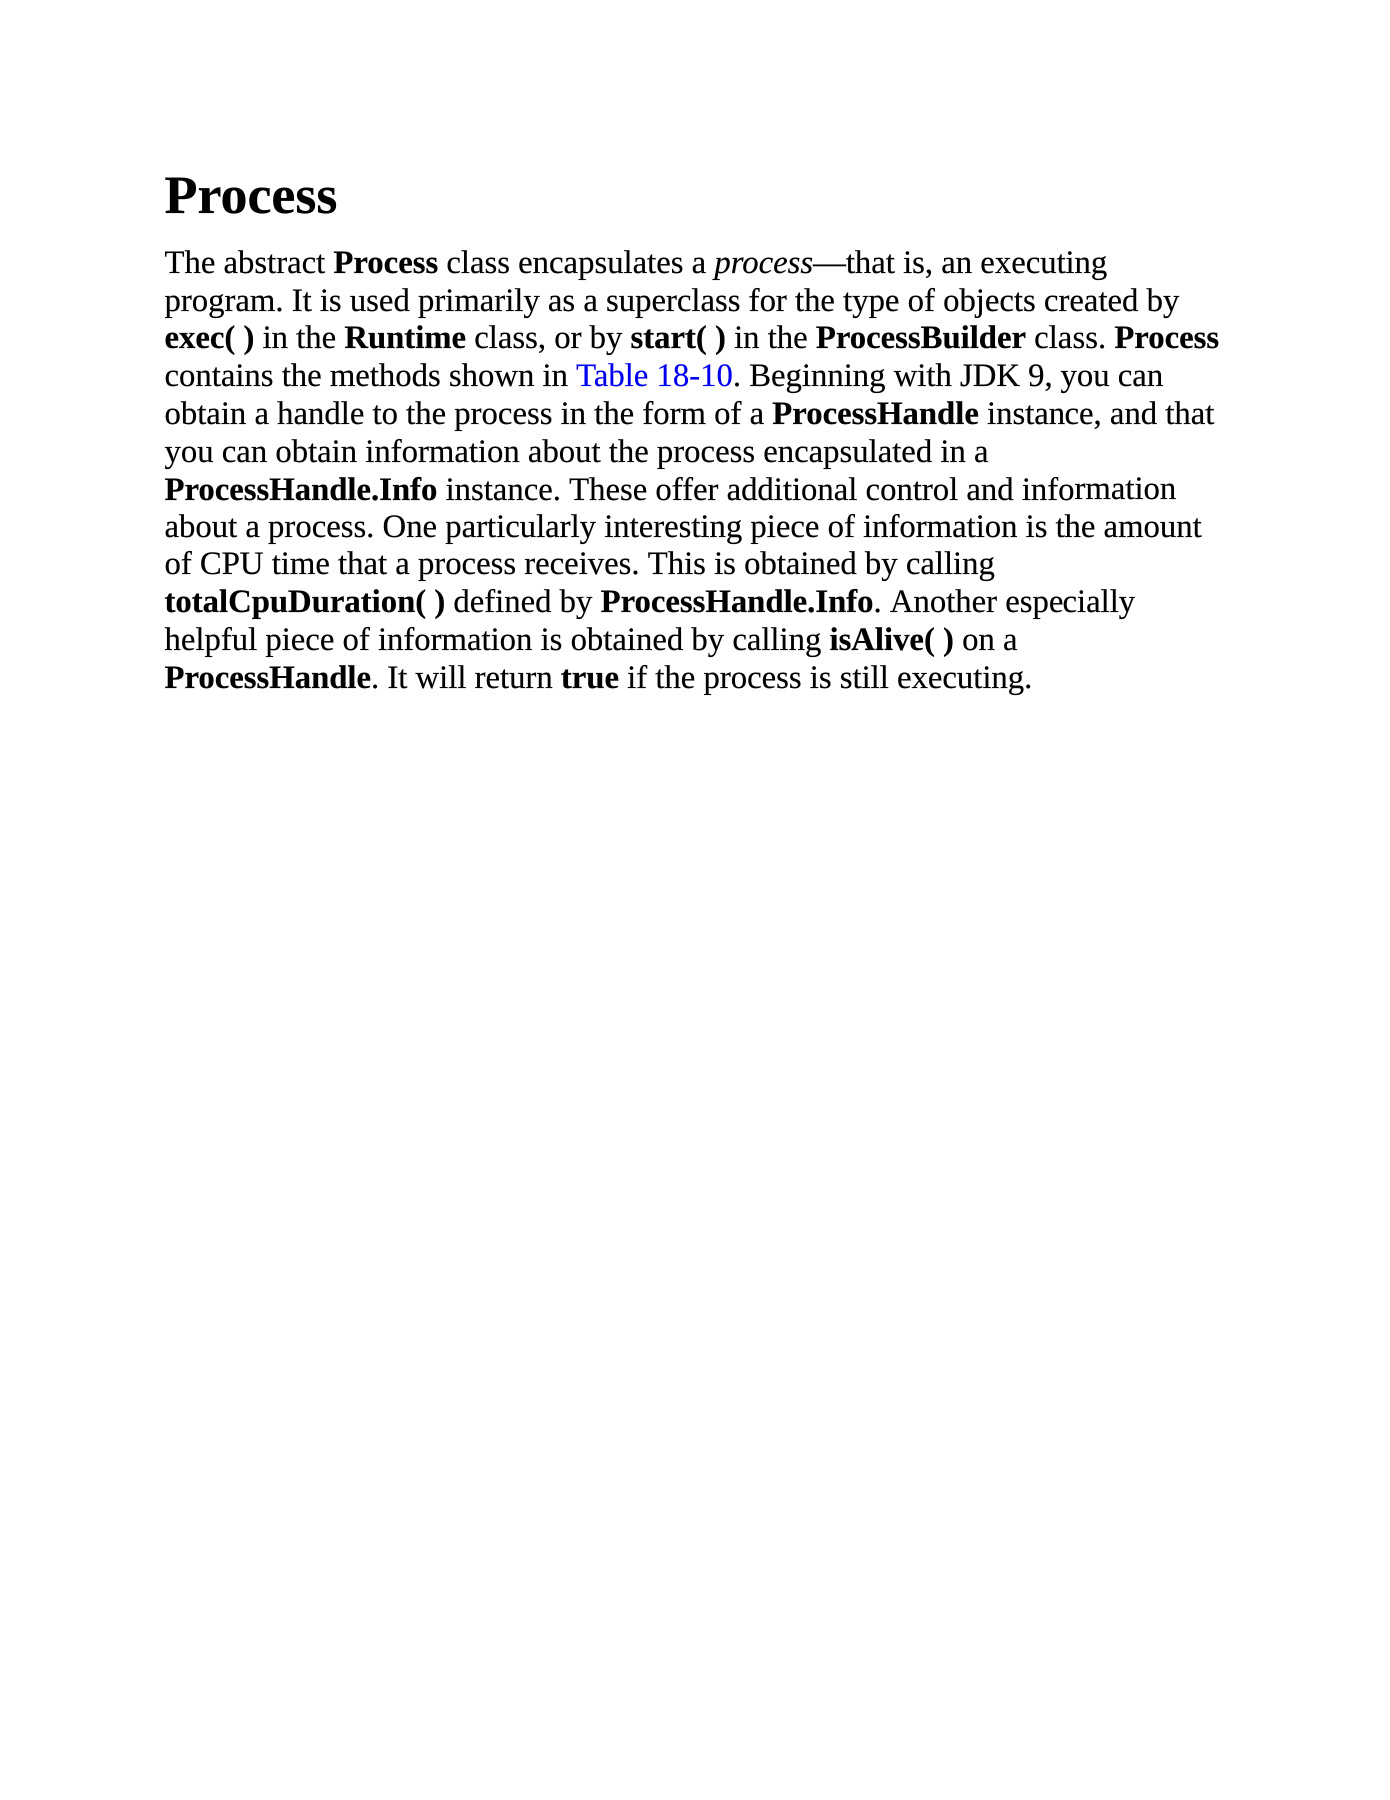 Process
The abstract Process class encapsulates a process—that is, an executing
program. It is used primarily as a superclass for the type of objects created by
exec( ) in the Runtime class, or by start( ) in the ProcessBuilder class. Process
contains the methods shown in Table 18-10. Beginning with JDK 9, you can
obtain a handle to the process in the form of a ProcessHandle instance, and that
you can obtain information about the process encapsulated in a
ProcessHandle.Info instance. These offer additional control and information
about a process. One particularly interesting piece of information is the amount
of CPU time that a process receives. This is obtained by calling
totalCpuDuration( ) defined by ProcessHandle.Info. Another especially
helpful piece of information is obtained by calling isAlive( ) on a
ProcessHandle. It will return true if the process is still executing.